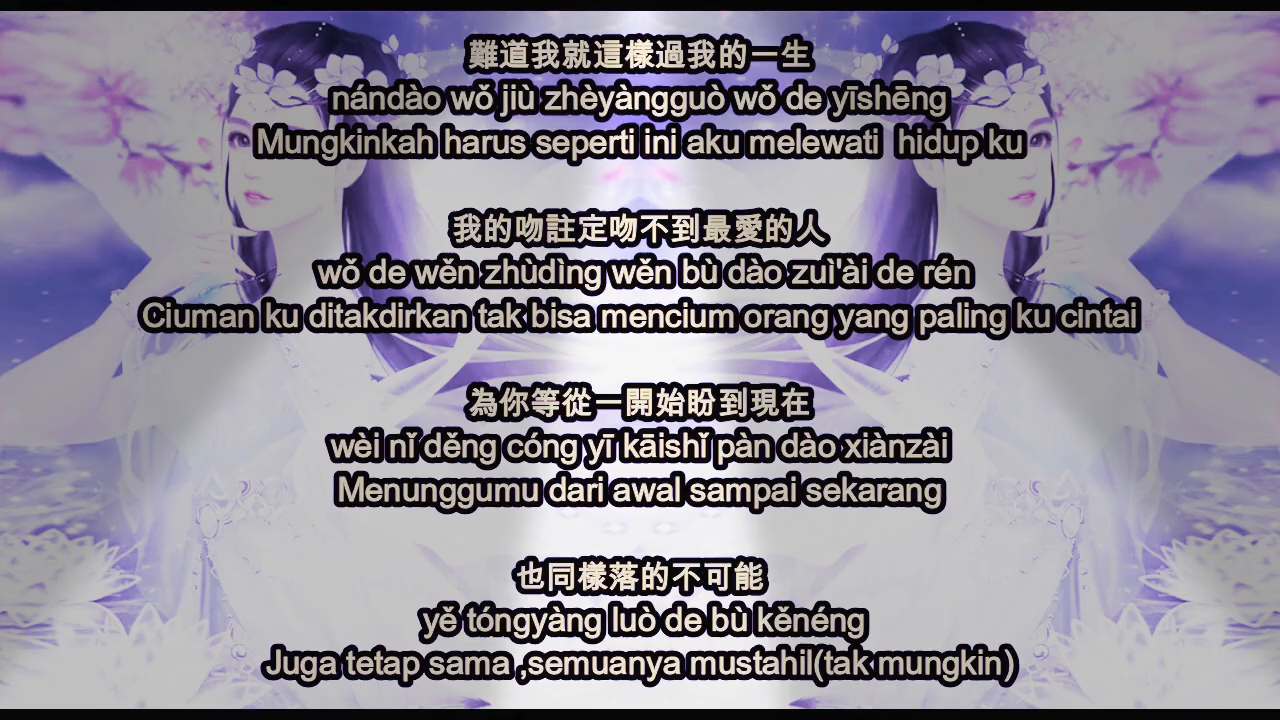 難道我就這樣過我的一生
nándào wǒ jiù zhèyàngguò wǒ de yīshēng
Mungkinkah harus seperti ini aku melewati  hidup ku
我的吻註定吻不到最愛的人
wǒ de wěn zhùdìng wěn bù dào zuì'ài de rén
Ciuman ku ditakdirkan tak bisa mencium orang yang paling ku cintai
為你等從一開始盼到現在
wèi nǐ děng cóng yī kāishǐ pàn dào xiànzài
Menunggumu dari awal sampai sekarang
也同樣落的不可能
yě tóngyàng luò de bù kěnéng
Juga tetap sama ,semuanya mustahil(tak mungkin)